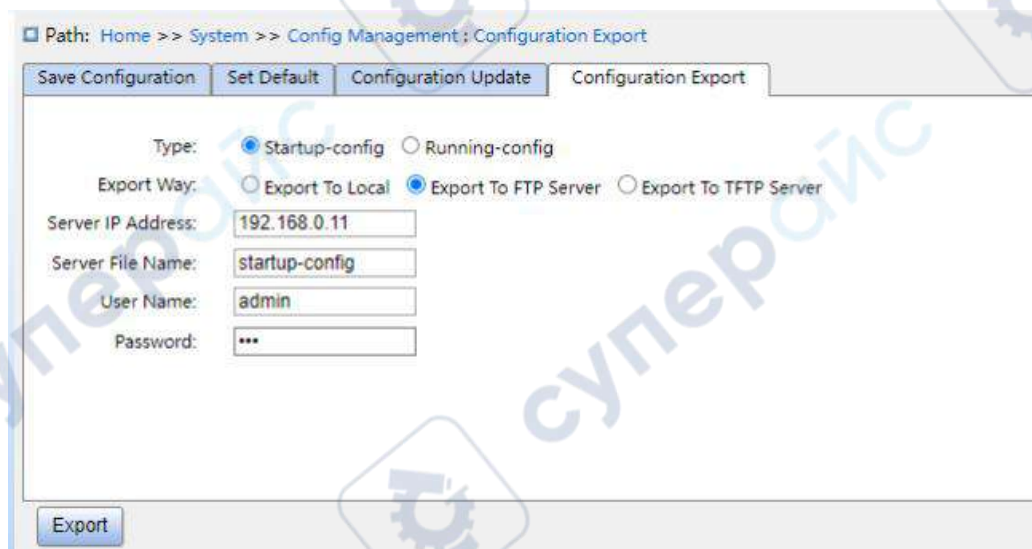 Path: Home >> System >> Config Management : Configuration Export
Save Configuration Set Default Configuration Update Configuration Export
Type: Startup-config Running-config
Export Way: Export To Local Export To FTP Server Export To TFTP Server
Server IP Address: 192.168.0.11
Server File Name: startup-config
User Name: admin
Password: •••
Export
суперайс